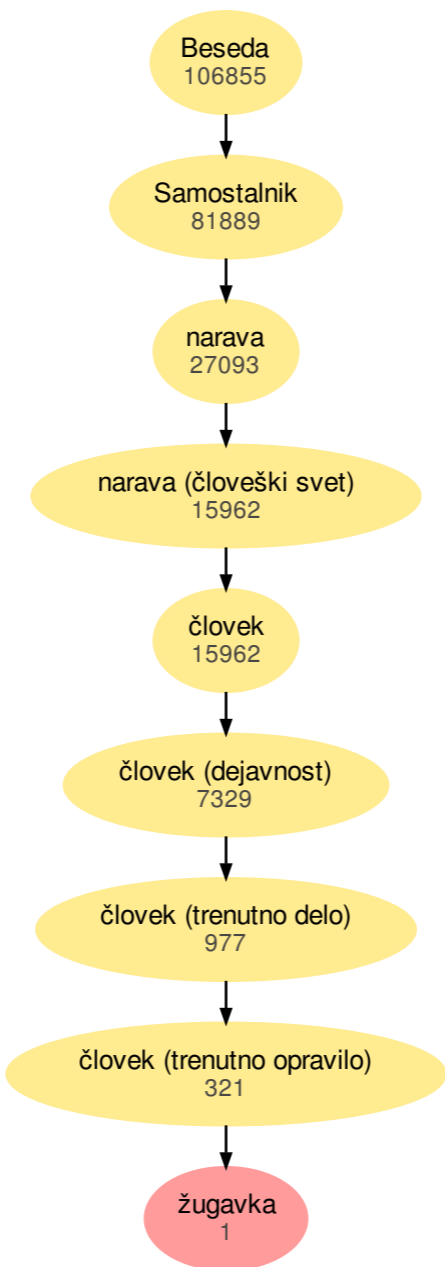 Beseda
106855
Samostalnik
81889
narava
27093
narava (človeški svet)
15962
človek
15962
človek (dejavnost)
7329
človek (trenutno delo)
977
človek (trenutno opravilo)
321
žugavka
1